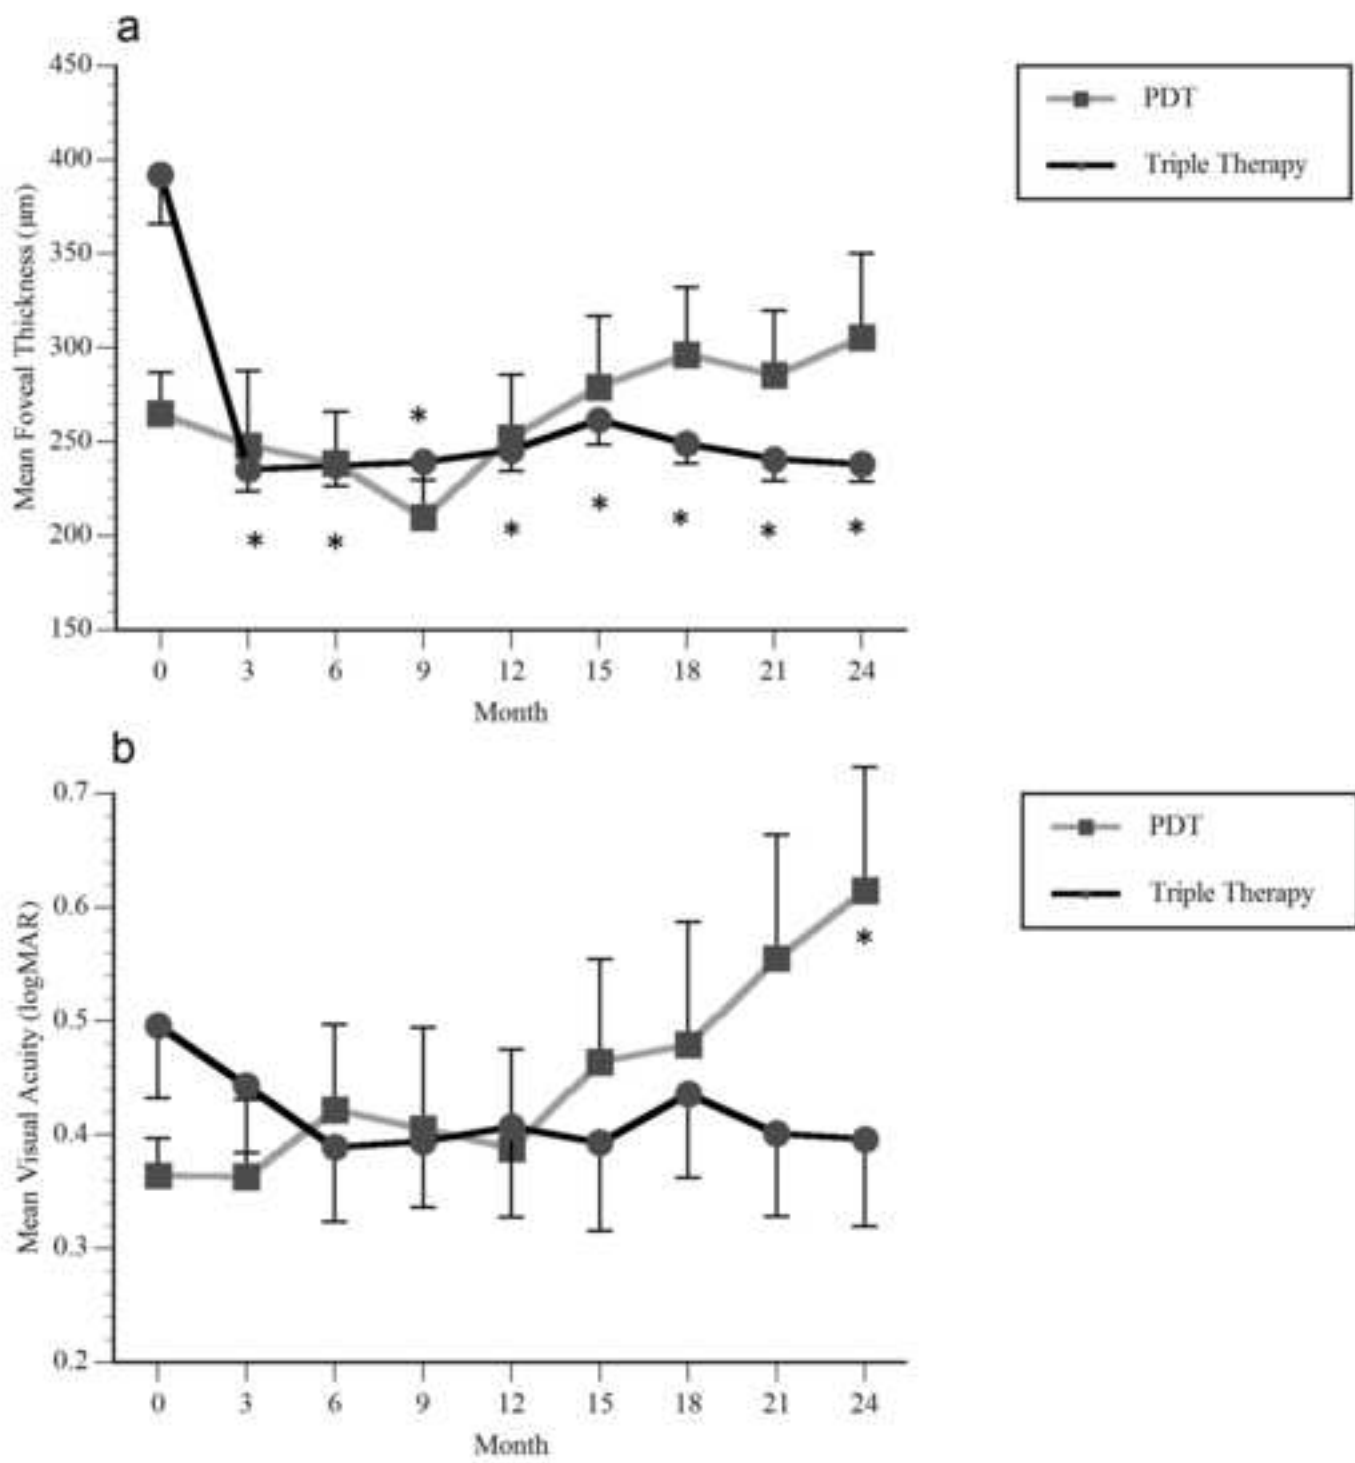 a
450
400
350
300
250
200
150
Mean Foveal Thickness (μm)
0 3 6 9 12 15 18 21 24
Month
PDT
Triple Therapy
*
* * * * * * *
b
0.7
0.6
0.5
0.4
0.3
0.2
Mean Visual Acuity (logMAR)
0 3 6 9 12 15 18 21 24
Month
PDT
Triple Therapy
*